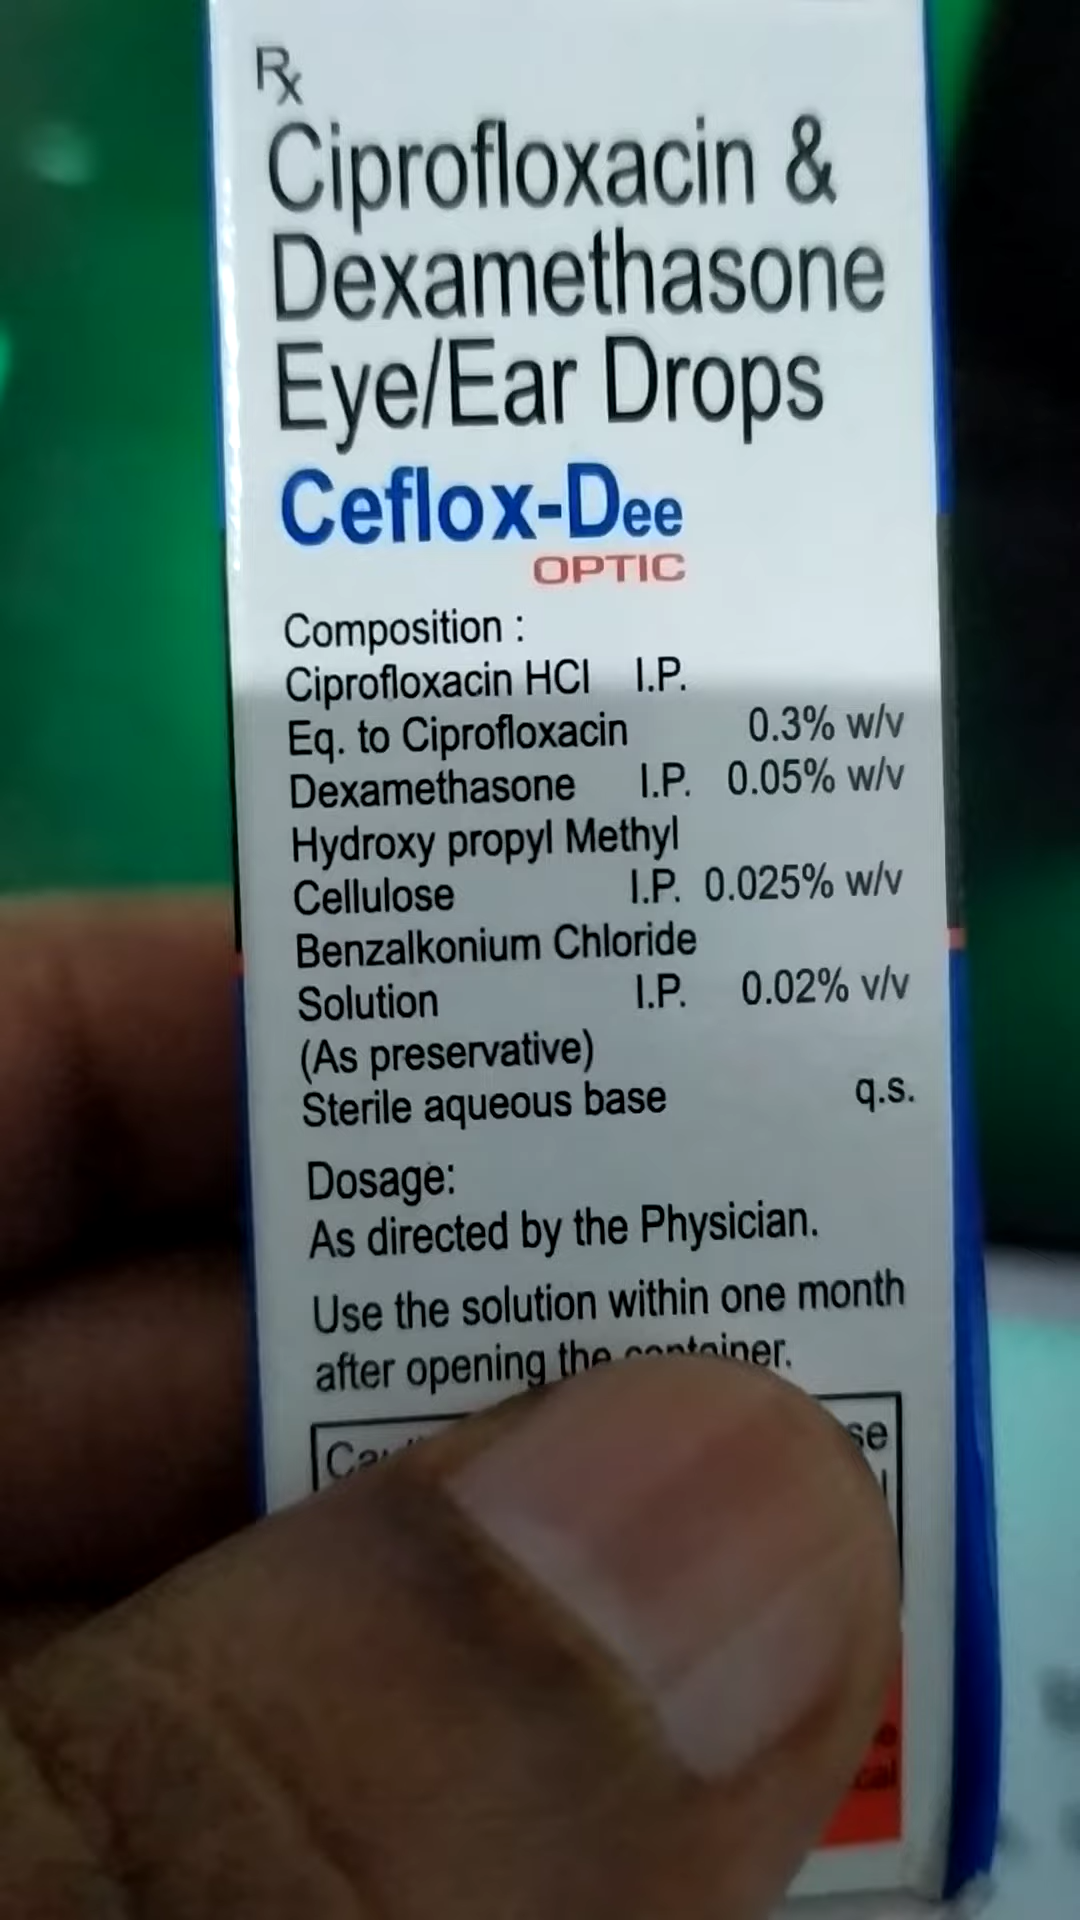 Rx
Ciprofloxacin &
Dexamethasone
Eye/Ear Drops
Ceflox-Dee
OPTIC
Composition :
Ciprofloxacin HCl I.P.
Eq. to Ciprofloxacin 0.3% w/v
Dexamethasone I.P. 0.05% w/v
Hydroxy propyl Methyl
Cellulose I.P. 0.025% w/v
Benzalkonium Chloride
Solution I.P. 0.02% v/v
(As preservative)
Sterile aqueous base q.s.
Dosage:
As directed by the Physician.
Use the solution within one month
after opening the container.